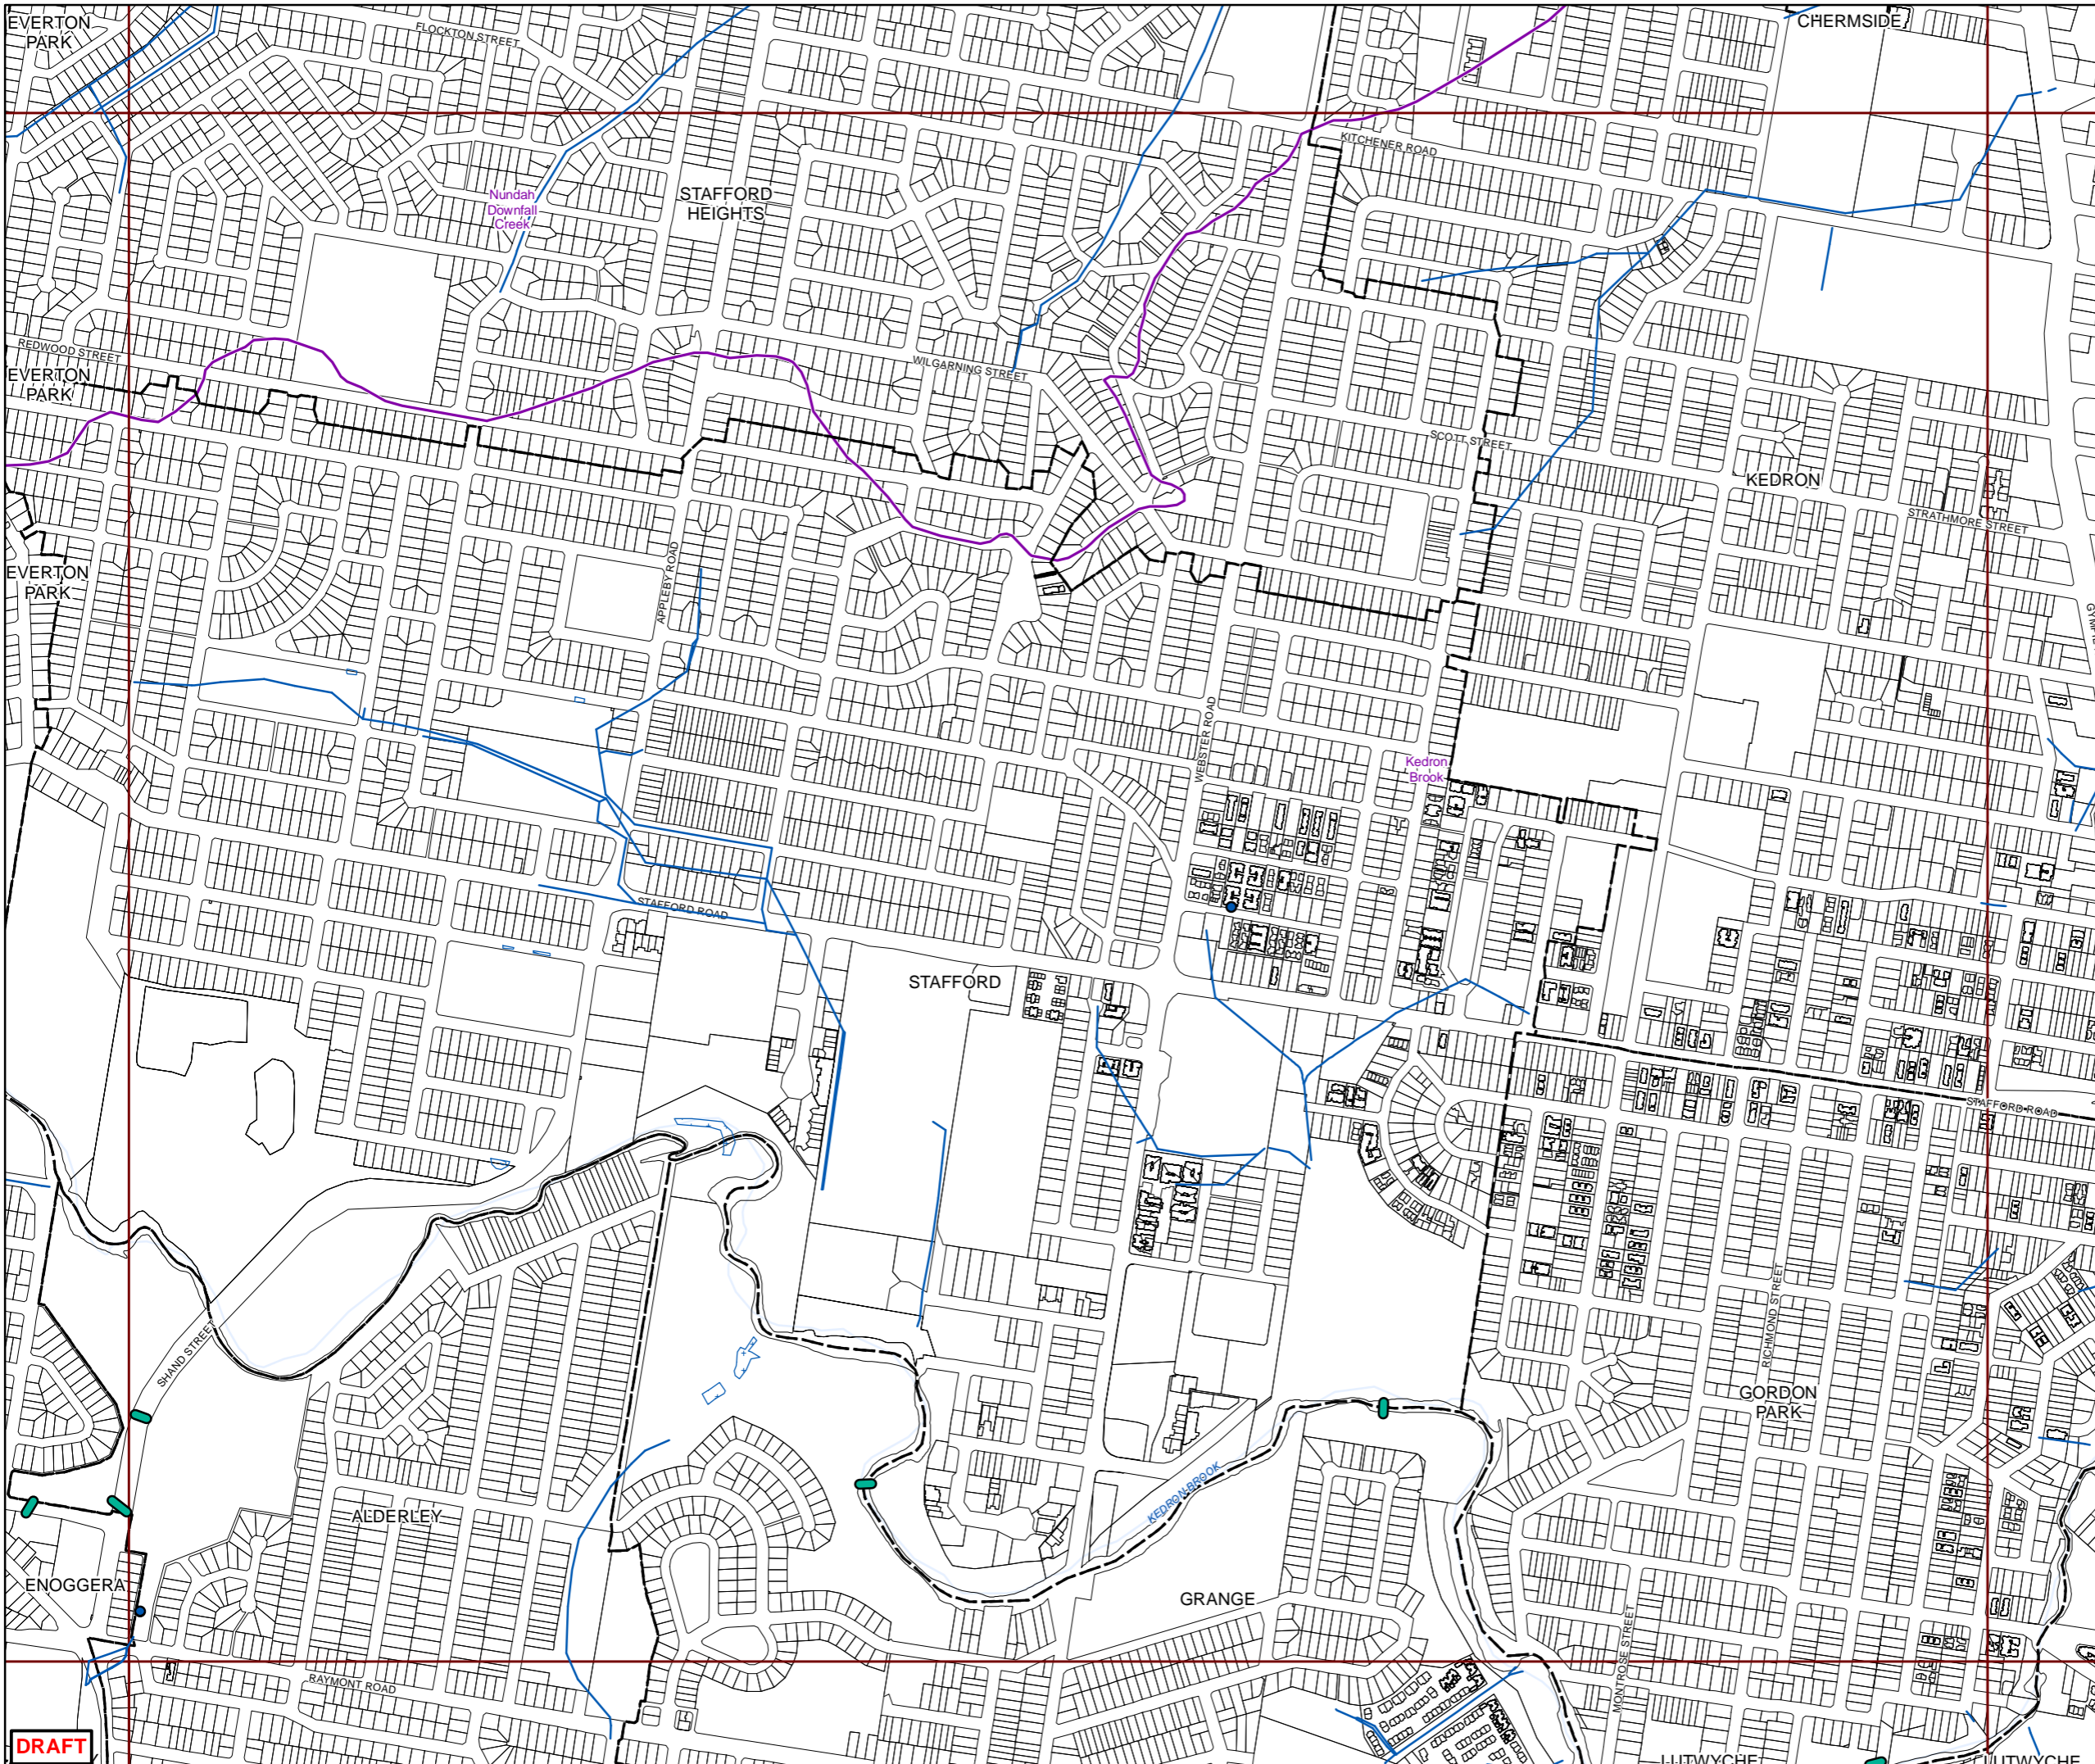 EVERTON
PARK
FLOCKTON STREET
CHERMSIDE
KITCHENER ROAD
Nundah
Downfall
Creek
STAFFORD
HEIGHTS
REDWOOD STREET
WILGARNING STREET
EVERTON
PARK
SCOTT STREET
KEDRON
STRATHMORE STREET
EVERTON
PARK
APPLEBY ROAD
WEBSTER ROAD
Kedron
Brook
STAFFORD ROAD
STAFFORD
STAFFORD ROAD
SHAND STREET
RICHMOND STREET
GORDON
PARK
KEDRON BROOK
ALDERLEY
ENOGGERA
GRANGE
MONTROSE STREET
RAYMONT ROAD
DRAFT
LUTWYCHE
LUTWYCHE